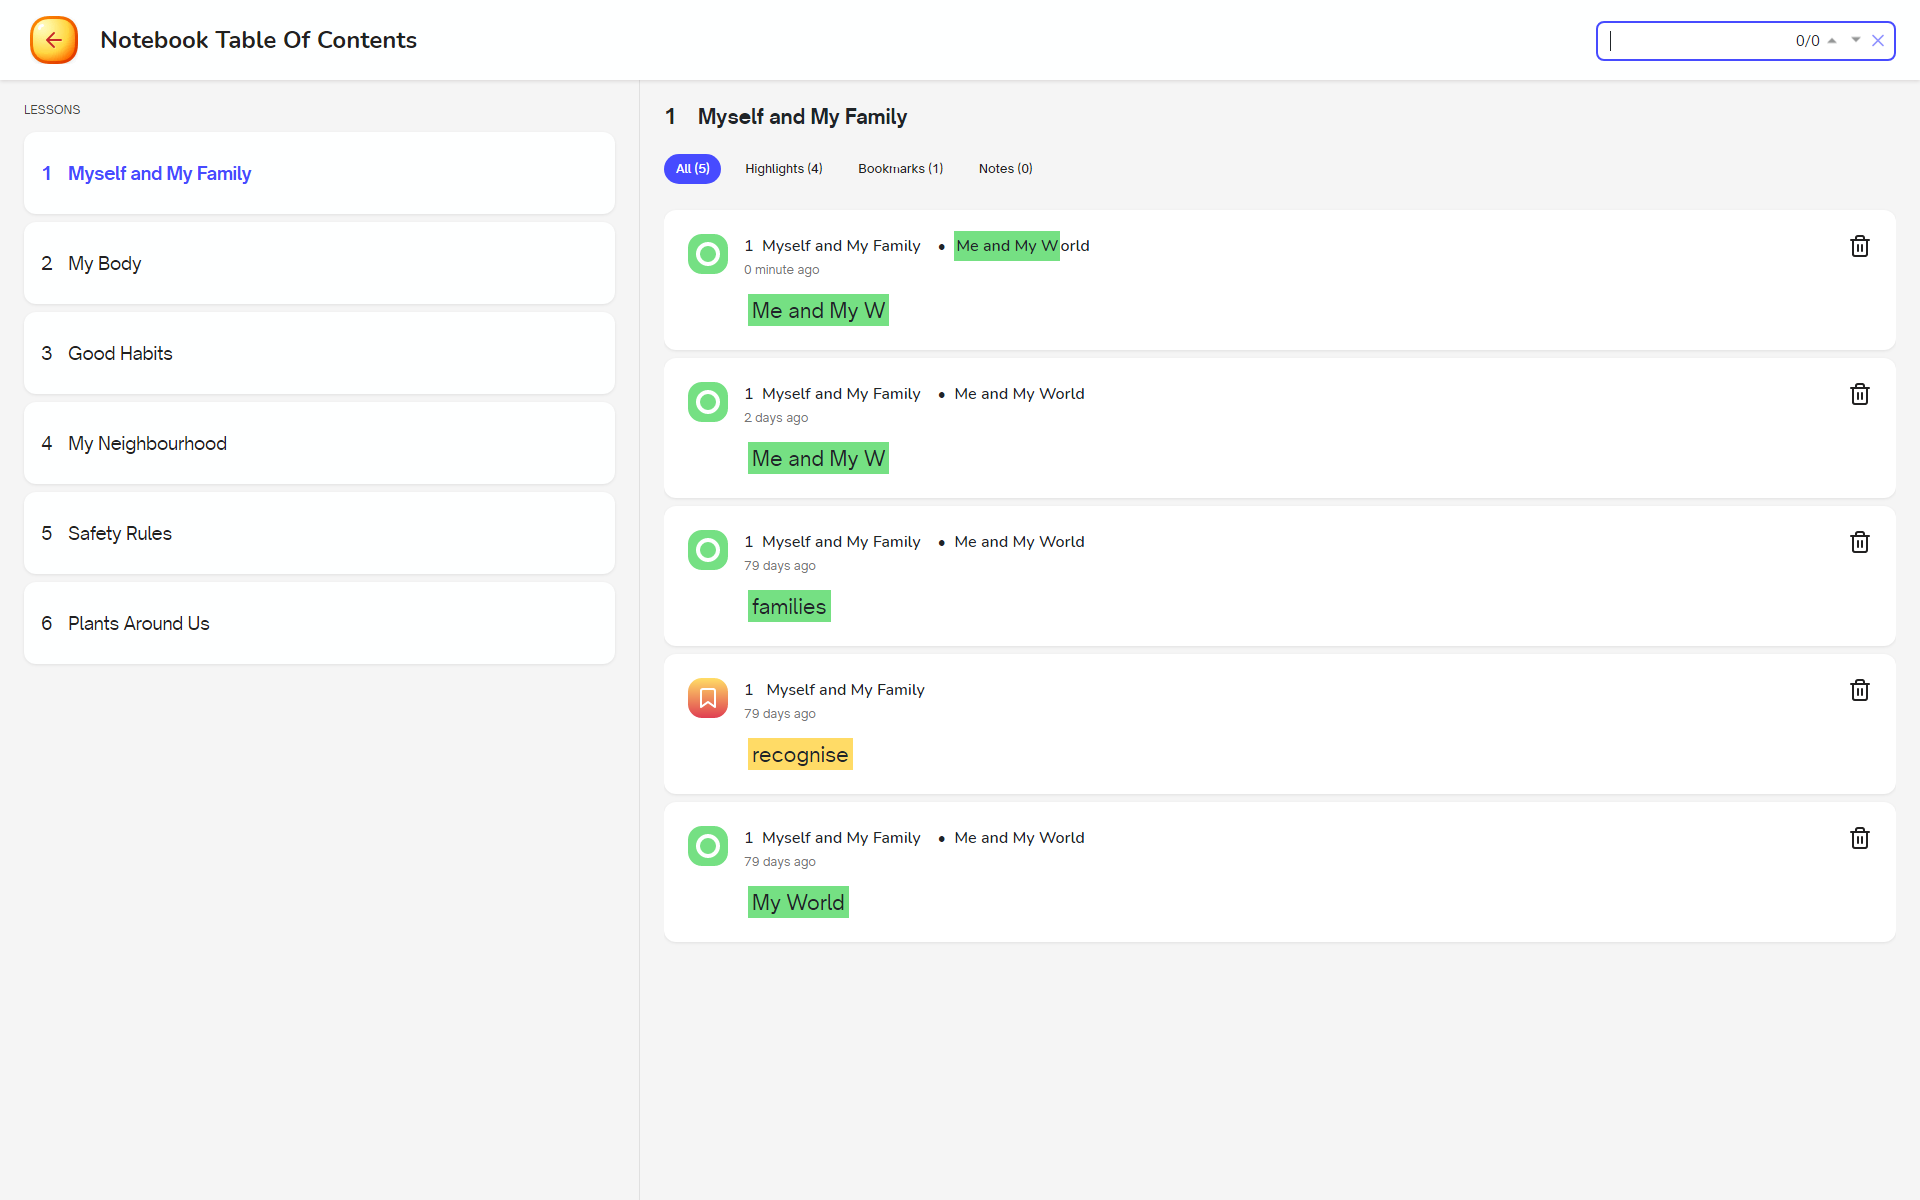 Notebook Table Of Contents
0/0
LESSONS
1 Myself and My Family
2 My Body
3 Good Habits
4 My Neighbourhood
5 Safety Rules
6 Plants Around Us
1 Myself and My Family
All (5) Highlights (4) Bookmarks (1) Notes (0)
1 Myself and My Family • Me and My World
0 minute ago
Me and My W
1 Myself and My Family • Me and My World
2 days ago
Me and My W
1 Myself and My Family • Me and My World
79 days ago
families
1 Myself and My Family
79 days ago
recognise
1 Myself and My Family • Me and My World
79 days ago
My World